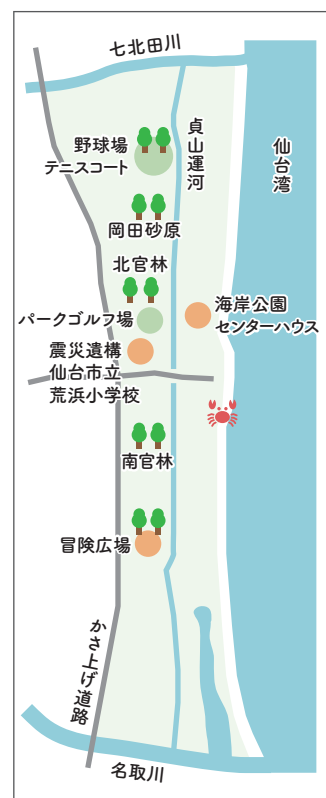 七北田川
野球場
テニスコート
貞山運河
仙台湾
岡田砂原
北官林
パークゴルフ場
海岸公園
センターハウス
震災遺構
仙台市立
荒浜小学校
南官林
冒険広場
かさ上げ道路
名取川